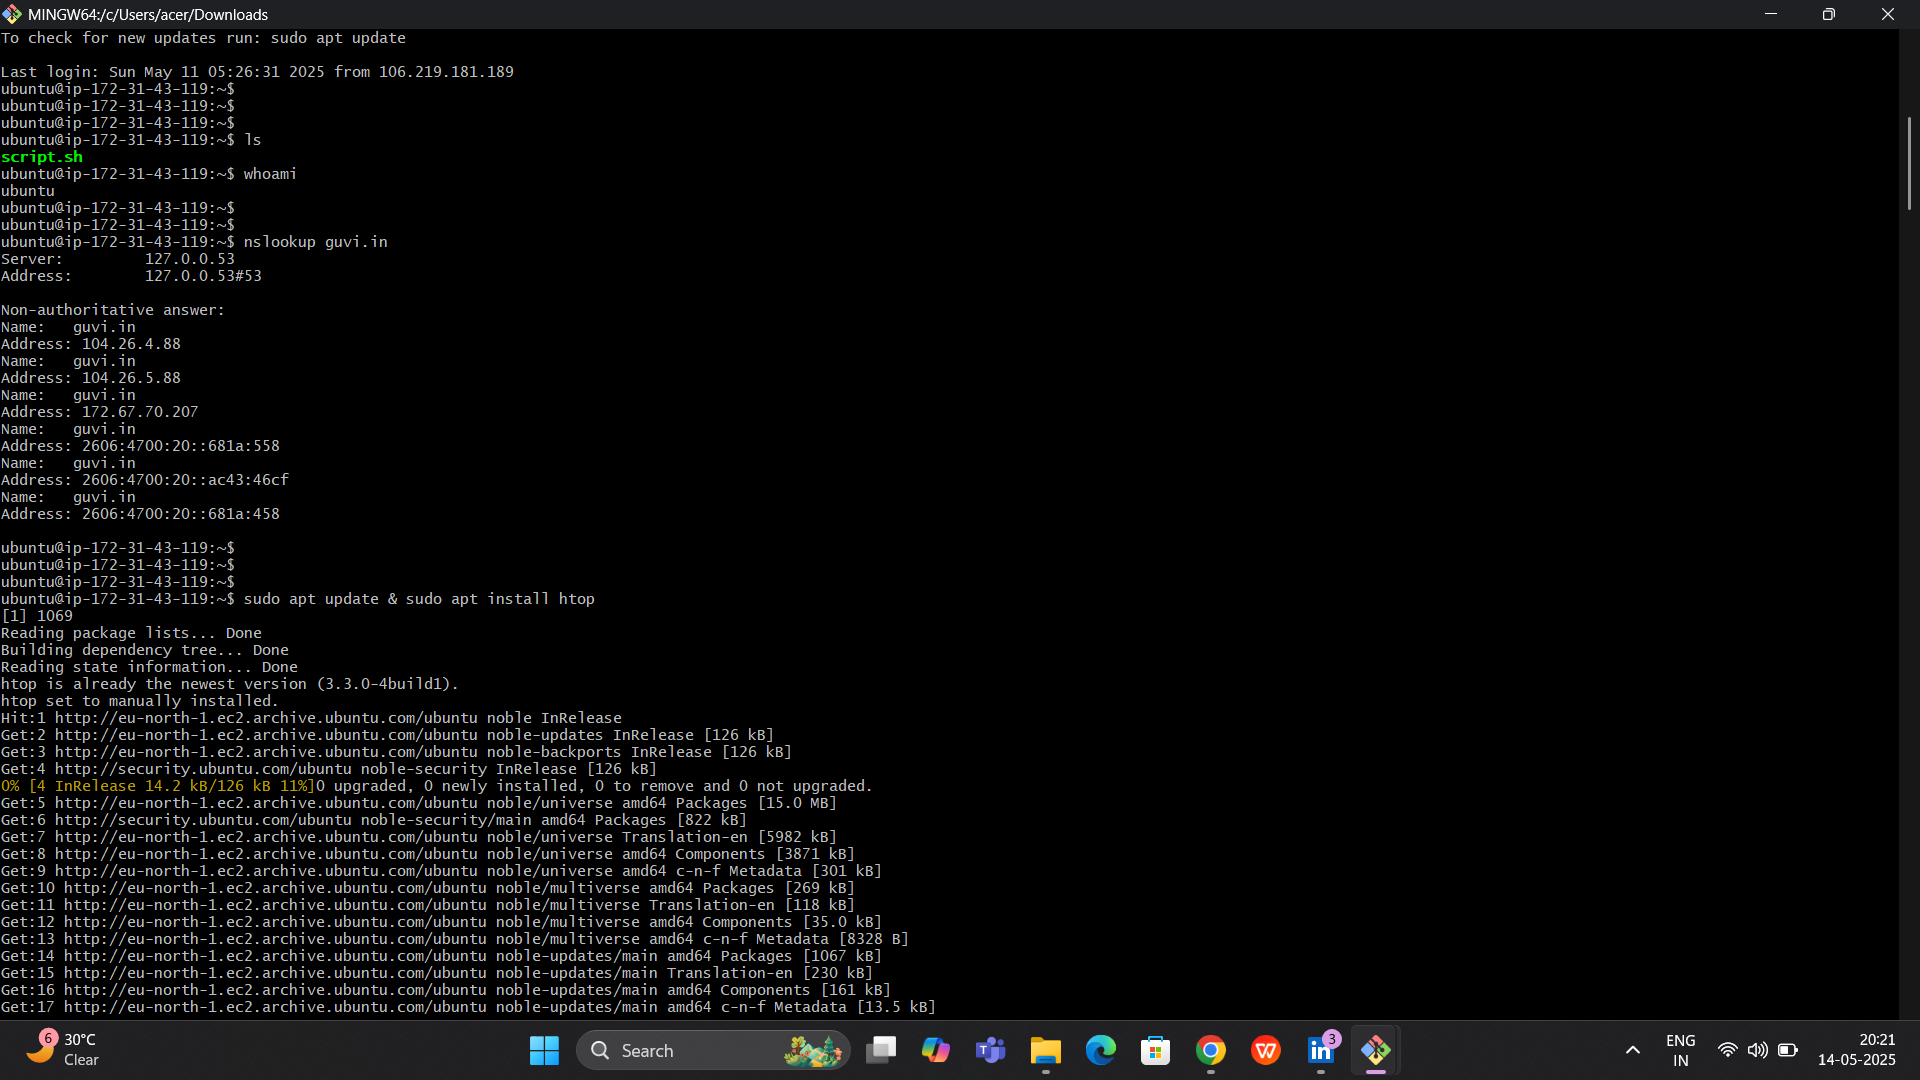 MINGW64:/c/Users/acer/Downloads
To check for new updates run: sudo apt update
Last login: Sun May 11 05:26:31 2025 from 106.219.181.189
ubuntu@ip-172-31-43-119:~$
ubuntu@ip-172-31-43-119:~$
ubuntu@ip-172-31-43-119:~$
ubuntu@ip-172-31-43-119:~$ ls
script.sh
ubuntu@ip-172-31-43-119:~$ whoami
ubuntu
ubuntu@ip-172-31-43-119:~$
ubuntu@ip-172-31-43-119:~$
ubuntu@ip-172-31-43-119:~$ nslookup guvi.in
Server:         127.0.0.53
Address:        127.0.0.53#53
Non-authoritative answer:
Name:   guvi.in
Address: 104.26.4.88
Name:   guvi.in
Address: 104.26.5.88
Name:   guvi.in
Address: 172.67.70.207
Name:   guvi.in
Address: 2606:4700:20::681a:558
Name:   guvi.in
Address: 2606:4700:20::ac43:46cf
Name:   guvi.in
Address: 2606:4700:20::681a:458
ubuntu@ip-172-31-43-119:~$
ubuntu@ip-172-31-43-119:~$
ubuntu@ip-172-31-43-119:~$
ubuntu@ip-172-31-43-119:~$ sudo apt update & sudo apt install htop
[1] 1069
Reading package lists... Done
Building dependency tree... Done
Reading state information... Done
htop is already the newest version (3.3.0-4build1).
htop set to manually installed.
Hit:1 http://eu-north-1.ec2.archive.ubuntu.com/ubuntu noble InRelease
Get:2 http://eu-north-1.ec2.archive.ubuntu.com/ubuntu noble-updates InRelease [126 kB]
Get:3 http://eu-north-1.ec2.archive.ubuntu.com/ubuntu noble-backports InRelease [126 kB]
Get:4 http://security.ubuntu.com/ubuntu noble-security InRelease [126 kB]
0% [4 InRelease 14.2 kB/126 kB 11%]0 upgraded, 0 newly installed, 0 to remove and 0 not upgraded.
Get:5 http://eu-north-1.ec2.archive.ubuntu.com/ubuntu noble/universe amd64 Packages [15.0 MB]
Get:6 http://security.ubuntu.com/ubuntu noble-security/main amd64 Packages [822 kB]
Get:7 http://eu-north-1.ec2.archive.ubuntu.com/ubuntu noble/universe Translation-en [5982 kB]
Get:8 http://eu-north-1.ec2.archive.ubuntu.com/ubuntu noble/universe amd64 Components [3871 kB]
Get:9 http://eu-north-1.ec2.archive.ubuntu.com/ubuntu noble/universe amd64 c-n-f Metadata [301 kB]
Get:10 http://eu-north-1.ec2.archive.ubuntu.com/ubuntu noble/multiverse amd64 Packages [269 kB]
Get:11 http://eu-north-1.ec2.archive.ubuntu.com/ubuntu noble/multiverse Translation-en [118 kB]
Get:12 http://eu-north-1.ec2.archive.ubuntu.com/ubuntu noble/multiverse amd64 Components [35.0 kB]
Get:13 http://eu-north-1.ec2.archive.ubuntu.com/ubuntu noble/multiverse amd64 c-n-f Metadata [8328 B]
Get:14 http://eu-north-1.ec2.archive.ubuntu.com/ubuntu noble-updates/main amd64 Packages [1067 kB]
Get:15 http://eu-north-1.ec2.archive.ubuntu.com/ubuntu noble-updates/main Translation-en [230 kB]
Get:16 http://eu-north-1.ec2.archive.ubuntu.com/ubuntu noble-updates/main amd64 Components [161 kB]
Get:17 http://eu-north-1.ec2.archive.ubuntu.com/ubuntu noble-updates/main amd64 c-n-f Metadata [13.5 kB]
6
30°C
Clear
Search
T
W
in
3
ENG
IN
20:21
14-05-2025